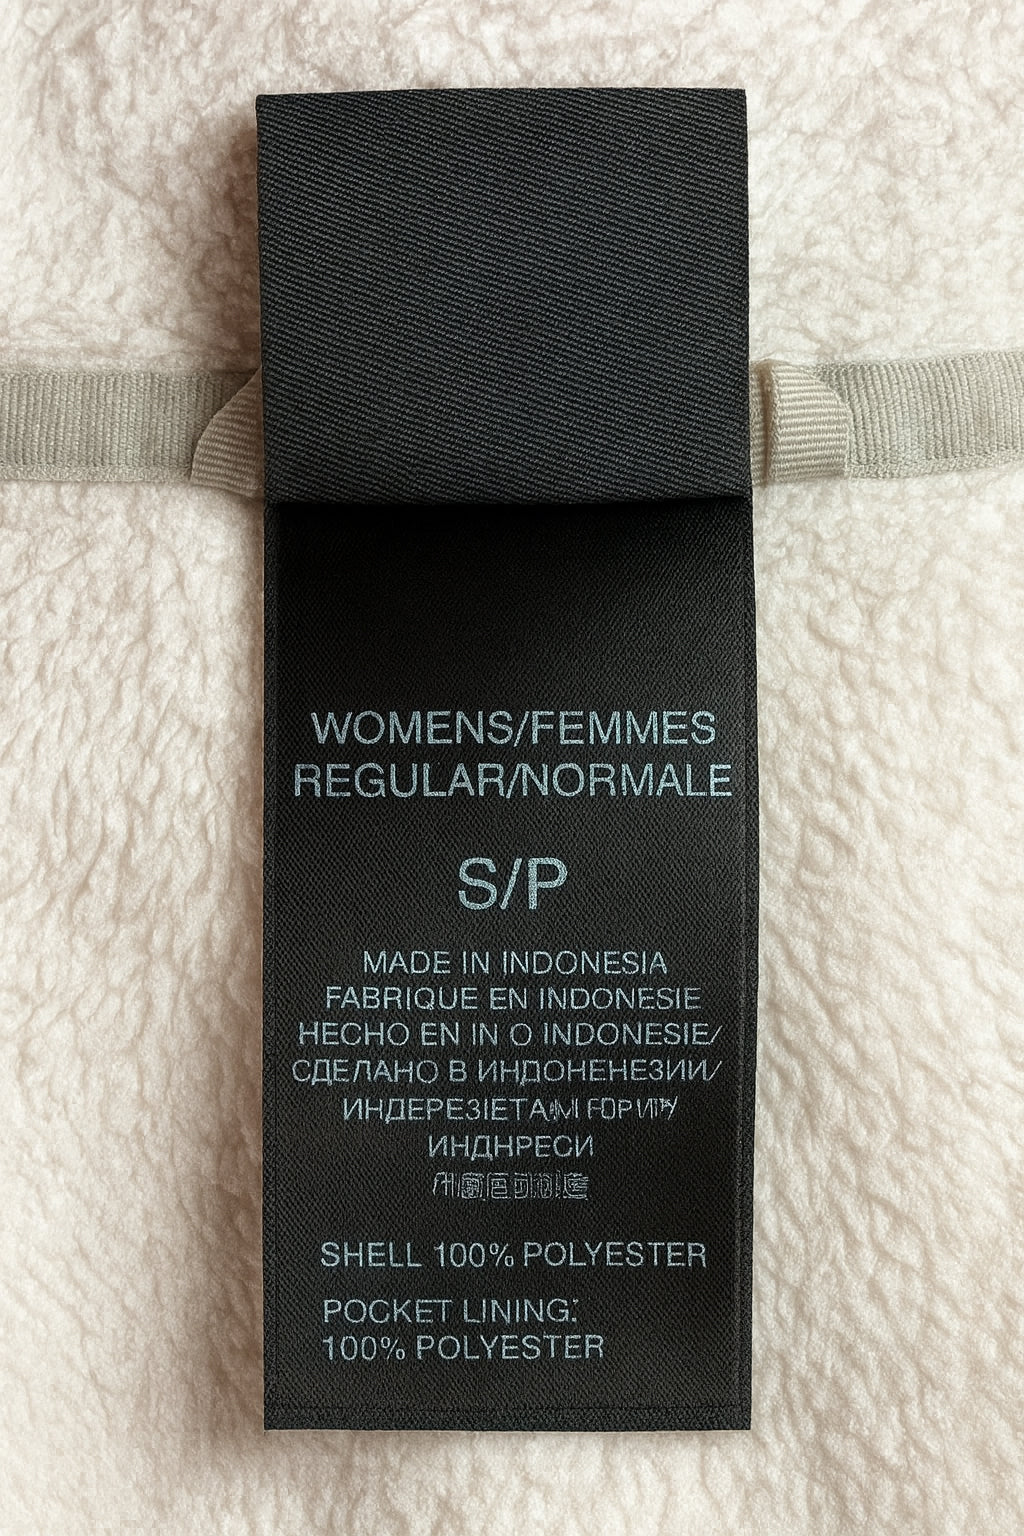 WOMENS/FEMMES
REGULAR/NORMALE
S/P
MADE IN INDONESIA
FABRIQUE EN INDONESIE
HECHO EN IN O INDONESIE/
СДЕЛАНО В ИНДОНЕНЕЗИИ/
ИНДНРЕСИ
SHELL 100% POLYESTER
POCKET LINING:
100% POLYESTER